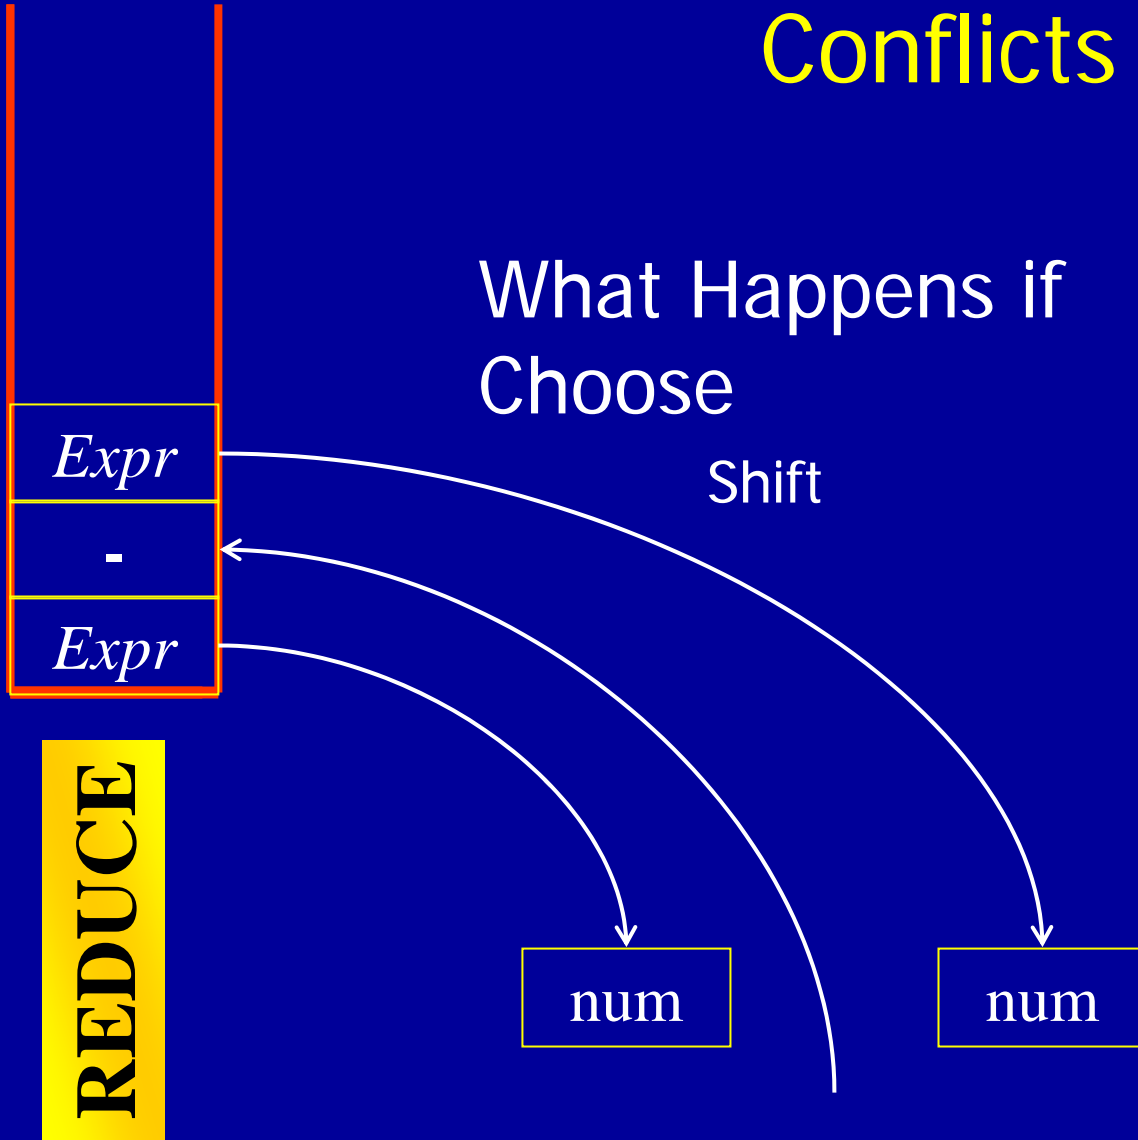 Conflicts
What Happens if
Choose
Shift
Expr
-
Expr
REDUCE
num
num